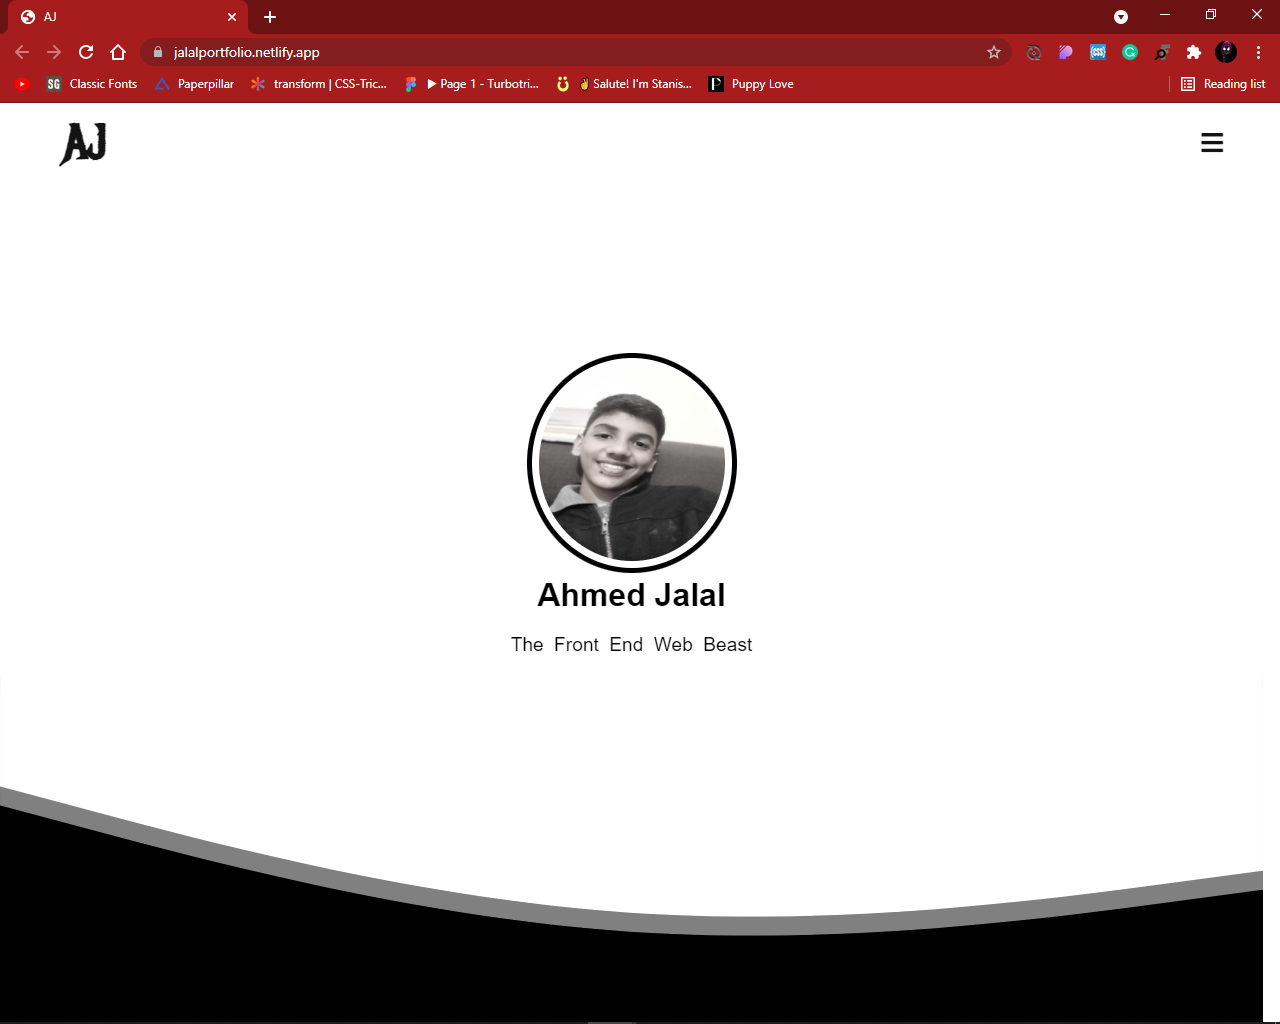 AJ
jalalportfolio.netlify.app
SG Classic Fonts Paperpillar transform | CSS-Tric... Page 1 - Turbotri... Salute! I'm Stanis... P Puppy Love Reading list
AJ
Ahmed Jalal
The Front End Web Beast